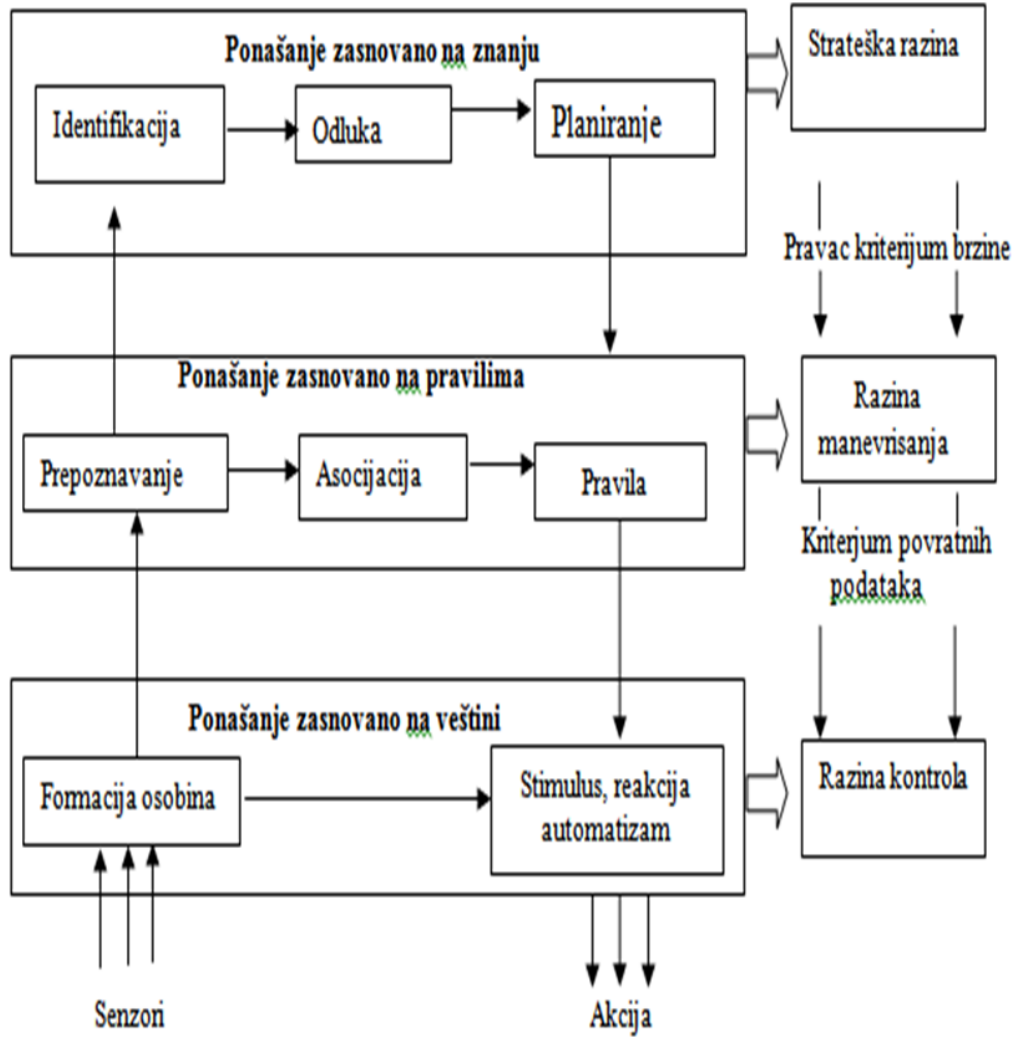 Ponašanje zasnovano na znanju
Identifikacija
Odluka
Planiranje
Strateška razina
Pravac kriterijum brzine
Ponašanje zasnovano na pravilima
Prepoznavanje
Asocijacija
Pravila
Razina
manevrisanja
Kriterjum povratnih
podataka
Ponašanje zasnovano na veštini
Formacija osobina
Stimulus, reakcija
automatizam
Razina kontrola
Senzori
Akcija